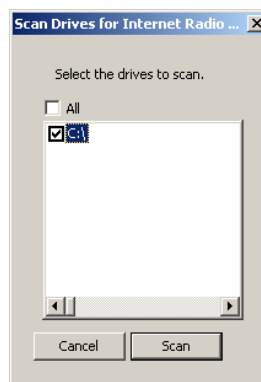 Scan Drives for Internet Radio ...
Select the drives to scan.
All
C:\
Cancel
Scan